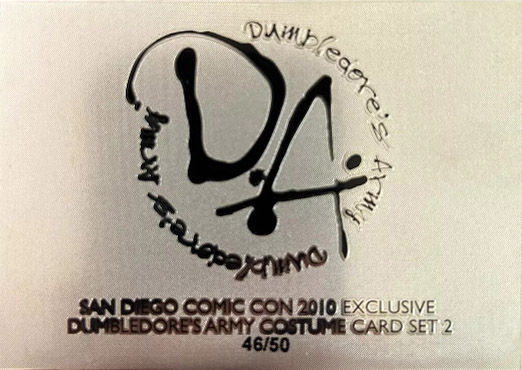 Dumbledore's Army
D.A.
Dumbledore's Army
SAN DIEGO COMIC CON 2010 EXCLUSIVE
DUMBLEDORE'S ARMY COSTUME CARD SET 2
46/50